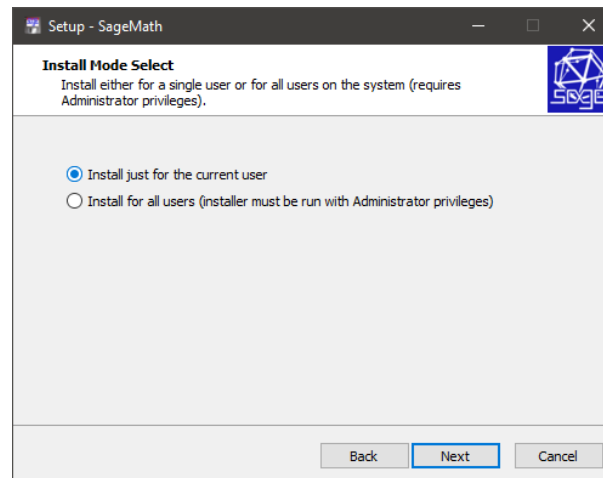 Setup - SageMath
Install Mode Select
Install either for a single user or for all users on the system (requires
Administrator privileges).
sage
Install just for the current user
Install for all users (installer must be run with Administrator privileges)
Back Next Cancel